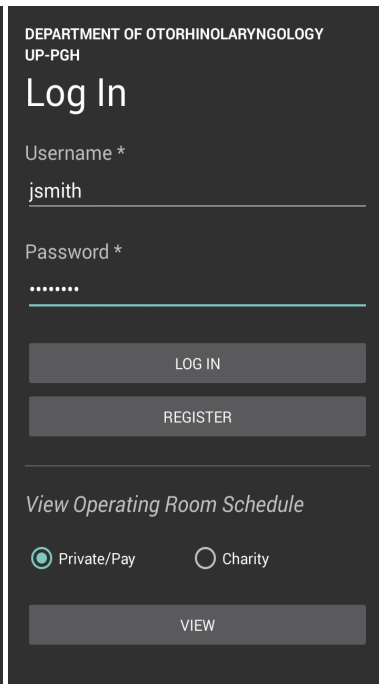 DEPARTMENT OF OTORHINOLARYNGOLOGY
UP-PGH
Log In
Username *
jsmith
Password *
••••••••
LOG IN
REGISTER
View Operating Room Schedule
Private/Pay
Charity
VIEW